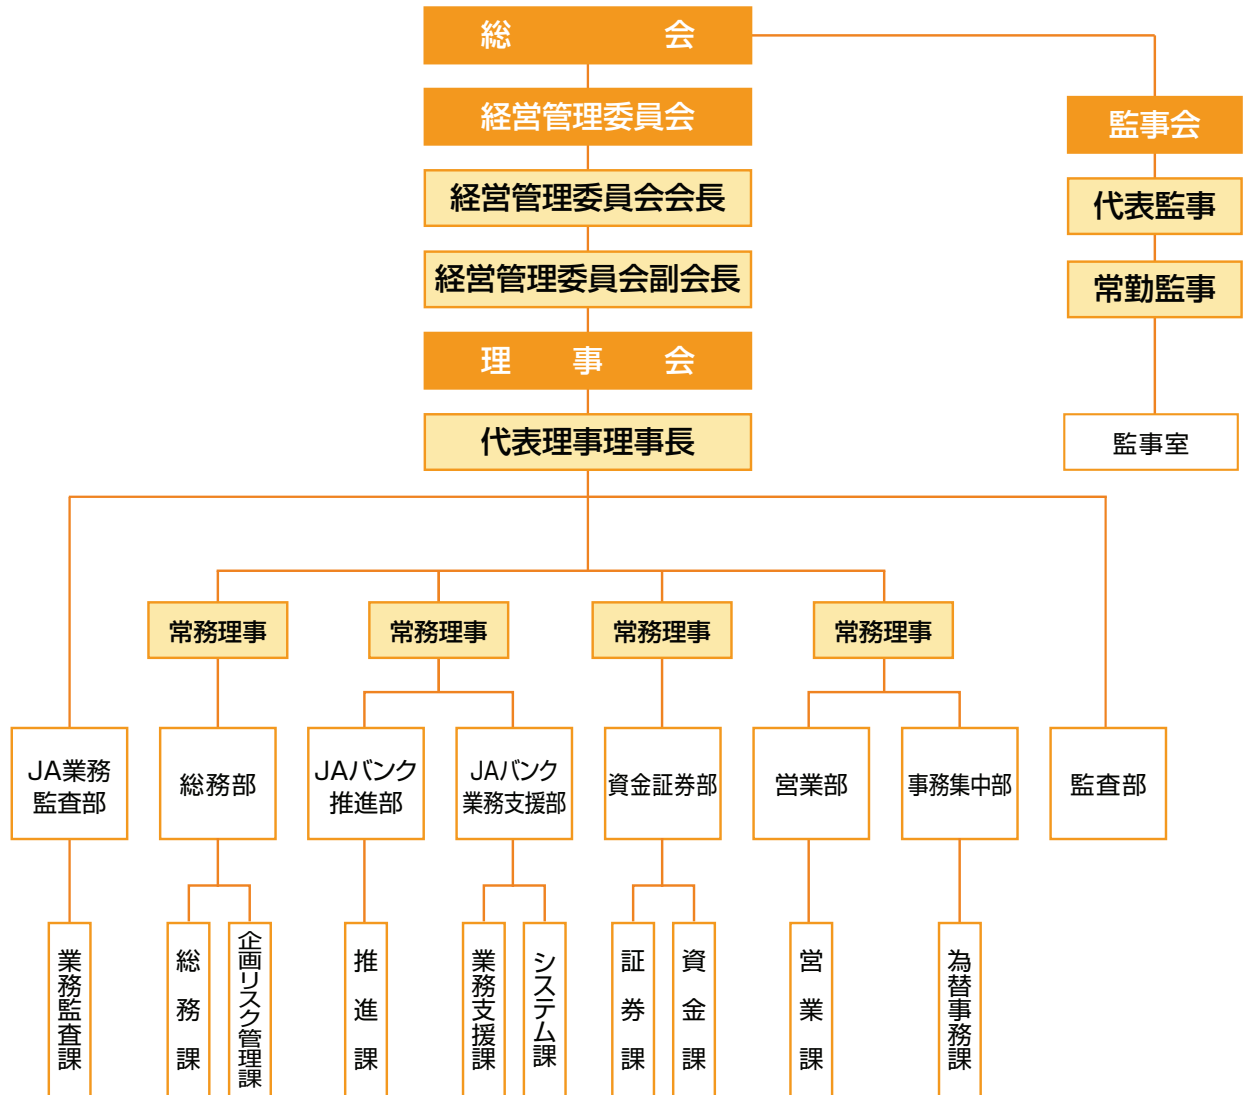 総会
経営管理委員会
経営管理委員会会長
経営管理委員会副会長
理事会
代表理事理事長
監事会
代表監事
常勤監事
監事室
常務理事
常務理事
常務理事
常務理事
JA業務
監査部
総務部
JAバンク
推進部
JAバンク
業務支援部
資金証券部
営業部
事務集中部
監査部
業務監査課
総務課
企画リスク管理課
推進課
業務支援課
システム課
証券課
資金課
営業課
為替事務課